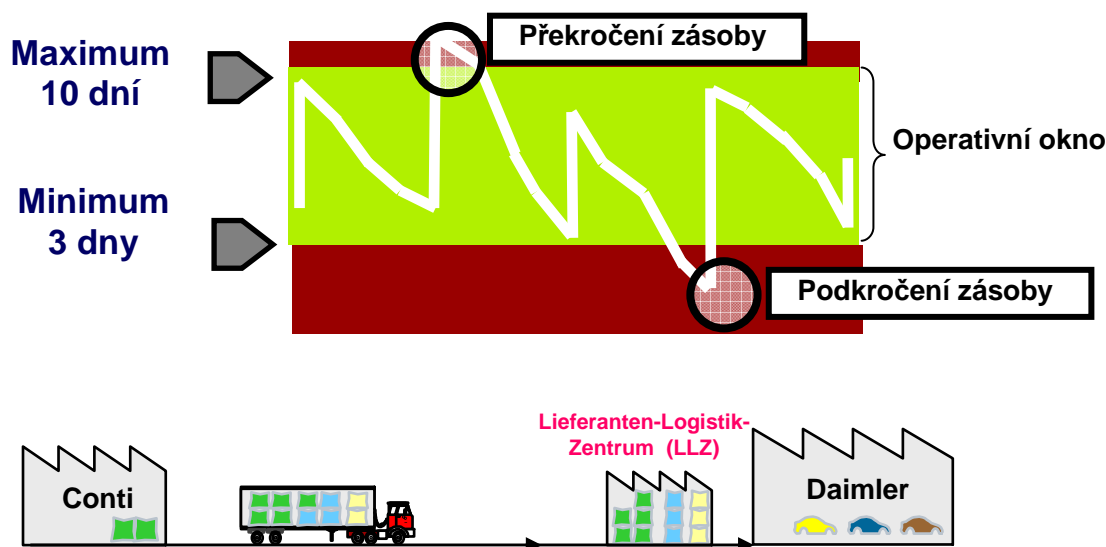 Překročení zásoby
Maximum
10 dní
Operativní okno
Minimum
3 dny
Podkročení zásoby
Lieferanten-Logistik-
Zentrum (LLZ)
Conti
Daimler